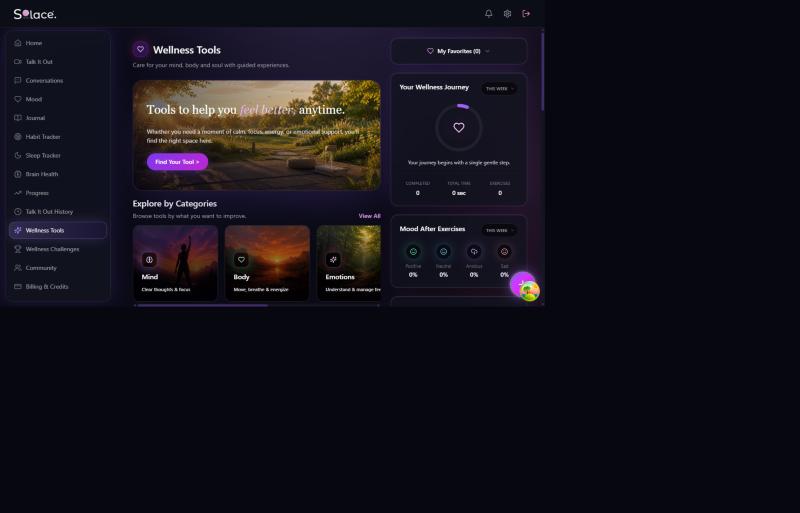 Solace.
Home
Talk It Out
Conversations
Mood
Journal
Habit Tracker
Sleep Tracker
Brain Health
Progress
Talk It Out History
Wellness Tools
Wellness Challenges
Community
Billing & Credits
Wellness Tools
Care for your mind, body and soul with guided experiences.
Tools to help you feel better, anytime.
Whether you need a moment of calm, focus, energy, or emotional support, you'll
find the right space here.
Find Your Tool >
Explore by Categories
Browse tools by what you want to improve.
View All
Mind
Clear thoughts & focus
Body
Move, breathe & energize
Emotions
Understand & manage fee
My Favorites (0)
Your Wellness Journey
THIS WEEK
Your journey begins with a single gentle step.
COMPLETED
TOTAL TIME
EXERCISES
0
0 sec
0
Mood After Exercises
THIS WEEK
Positive
Neutral
Anxious
Sad
0%
0%
0%
0%